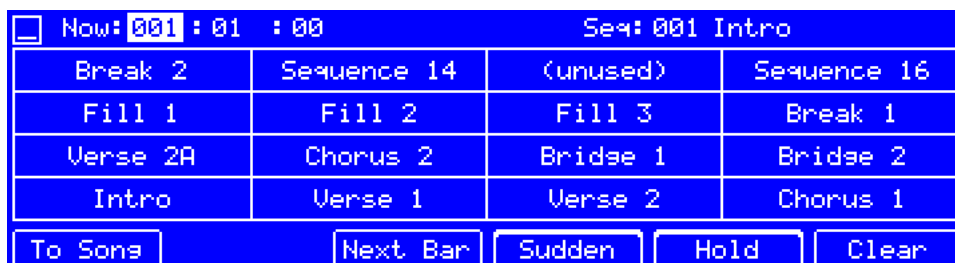 Now: 001 : 01 : 00 Seq: 001 Intro
Break 2 Sequence 14 (unused) Sequence 16
Fill 1 Fill 2 Fill 3 Break 1
Verse 2A Chorus 2 Bridge 1 Bridge 2
Intro Verse 1 Verse 2 Chorus 1
To Song Next Bar Sudden Hold Clear